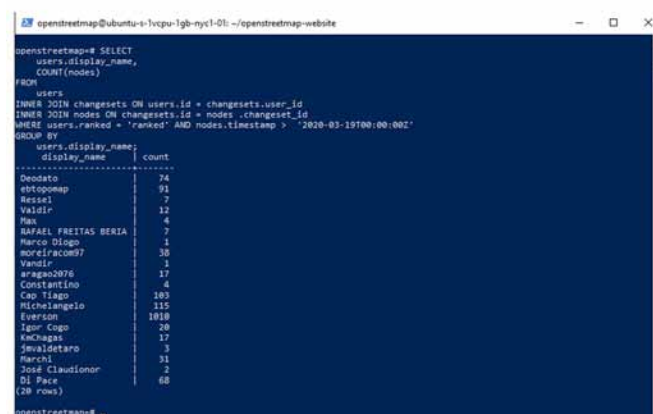 openstreetmap@ubuntu-s-1vcpu-1gb-nyc1-01: ~/openstreetmap-website
openstreetmap=# SELECT
users.display_name,
COUNT(nodes)
FROM
users
INNER JOIN changesets ON users.id = changesets.user_id
INNER JOIN nodes ON changesets.id = nodes .changeset_id
WHERE users.ranked = 'ranked' AND nodes.timestamp > '2020-03-19T00:00:00Z'
GROUP BY
users.display_name;
display_name | count
----------------------+-------
Deodato | 74
ebtopomap | 91
Ressel | 7
Valdir | 12
Max | 4
RAFAEL FREITAS BERIA | 7
Marco Diogo | 1
moreiracom97 | 38
Vandir | 1
aragao2076 | 17
Constantino | 4
Cap Tiago | 103
Michelangelo | 115
Everson | 1010
Igor Cogo | 20
KmChagas | 17
jmvaldetaro | 3
Marchi | 31
José Claudionor | 2
Di Pace | 68
(20 rows)
openstreetmap=#